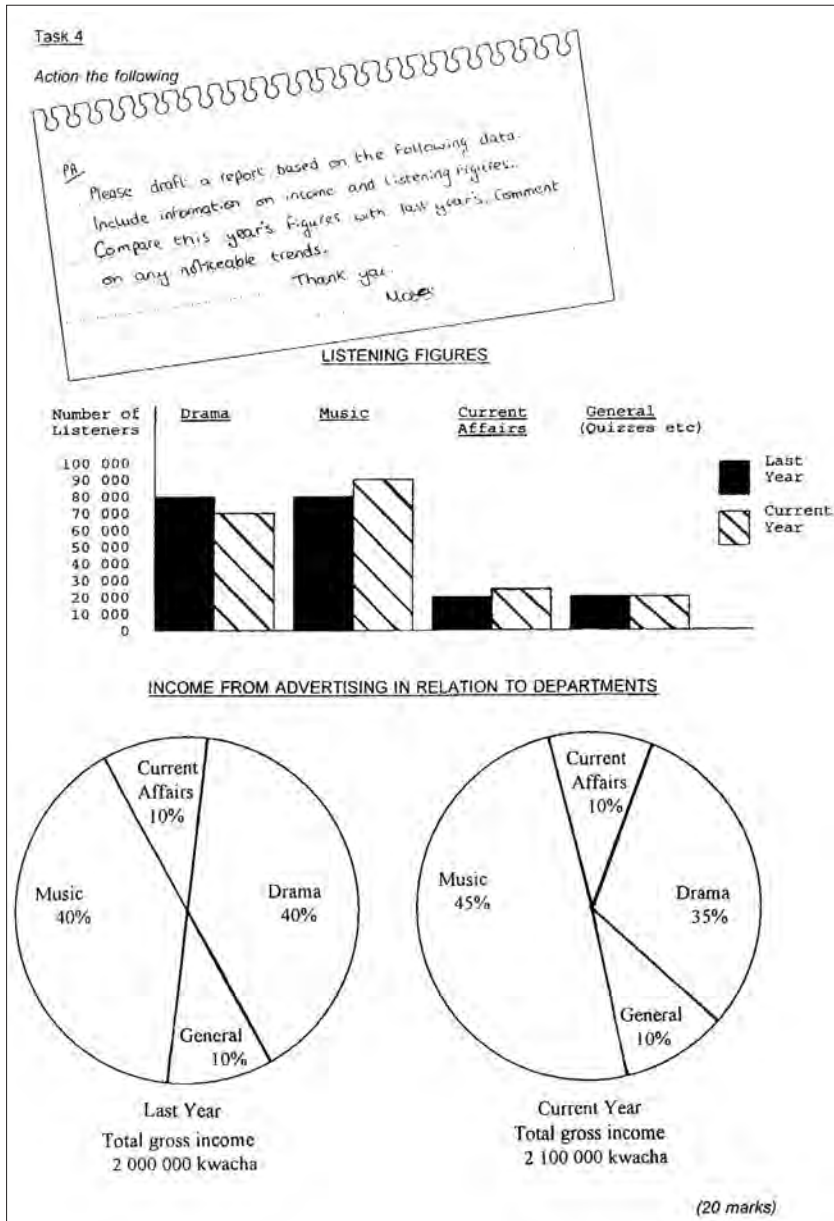 Task 4
Action the following
PA
Please draft a report based on the following data.
Include information on income and Listening Figures.
Compare this year's figures with last year's. Comment
on any noticeable trends.
Thank you.
LISTENING FIGURES
Number of Listeners
Drama
Music
Current Affairs
General (Quizzes etc)
100 000
90 000
80 000
70 000
60 000
50 000
40 000
30 000
20 000
10 000
0
Last Year
Current Year
INCOME FROM ADVERTISING IN RELATION TO DEPARTMENTS
Current
Affairs
10%
Music
40%
Drama
40%
General
10%
Last Year
Total gross income
2 000 000 kwacha
Current
Affairs
10%
Music
45%
Drama
35%
General
10%
Current Year
Total gross income
2 100 000 kwacha
(20 marks)